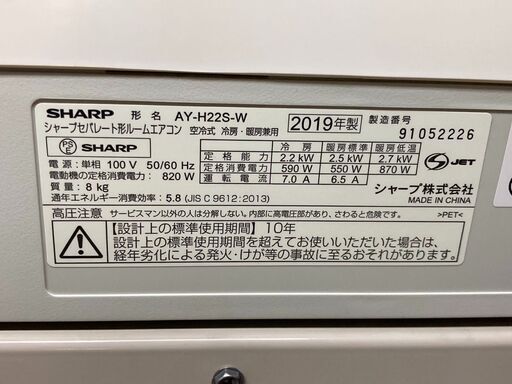 SHARP 形名 AY-H22S-W 2019年製 製造番号
シャープセパレート形ルームエアコン 空冷式 冷房・暖房兼用 91052226
PS E SHARP
冷房 暖房標準 暖房低温
電源：単相 100 V 50/60 Hz 能力 2.2 kW 2.5 kW 2.7 kW JET
電動機の定格消費電力： 820 W 定格消費電力 590 W 550 W 870 W
質量：8 kg 運転電流 7.0 A 6.5 A シャープ株式会社
通年エネルギー消費効率：5.8 (JIS C 9612:2013) MADE IN CHINA
高圧注意 サービスマン以外の人は分解しない。内部に高電圧部があり、さわると危険です。 >PET<
【設計上の標準使用期間】10年
設計上の標準使用期間を超えてお使いいただいた場合は、
経年劣化による発火・けが等の事故に至るおそれがあります。